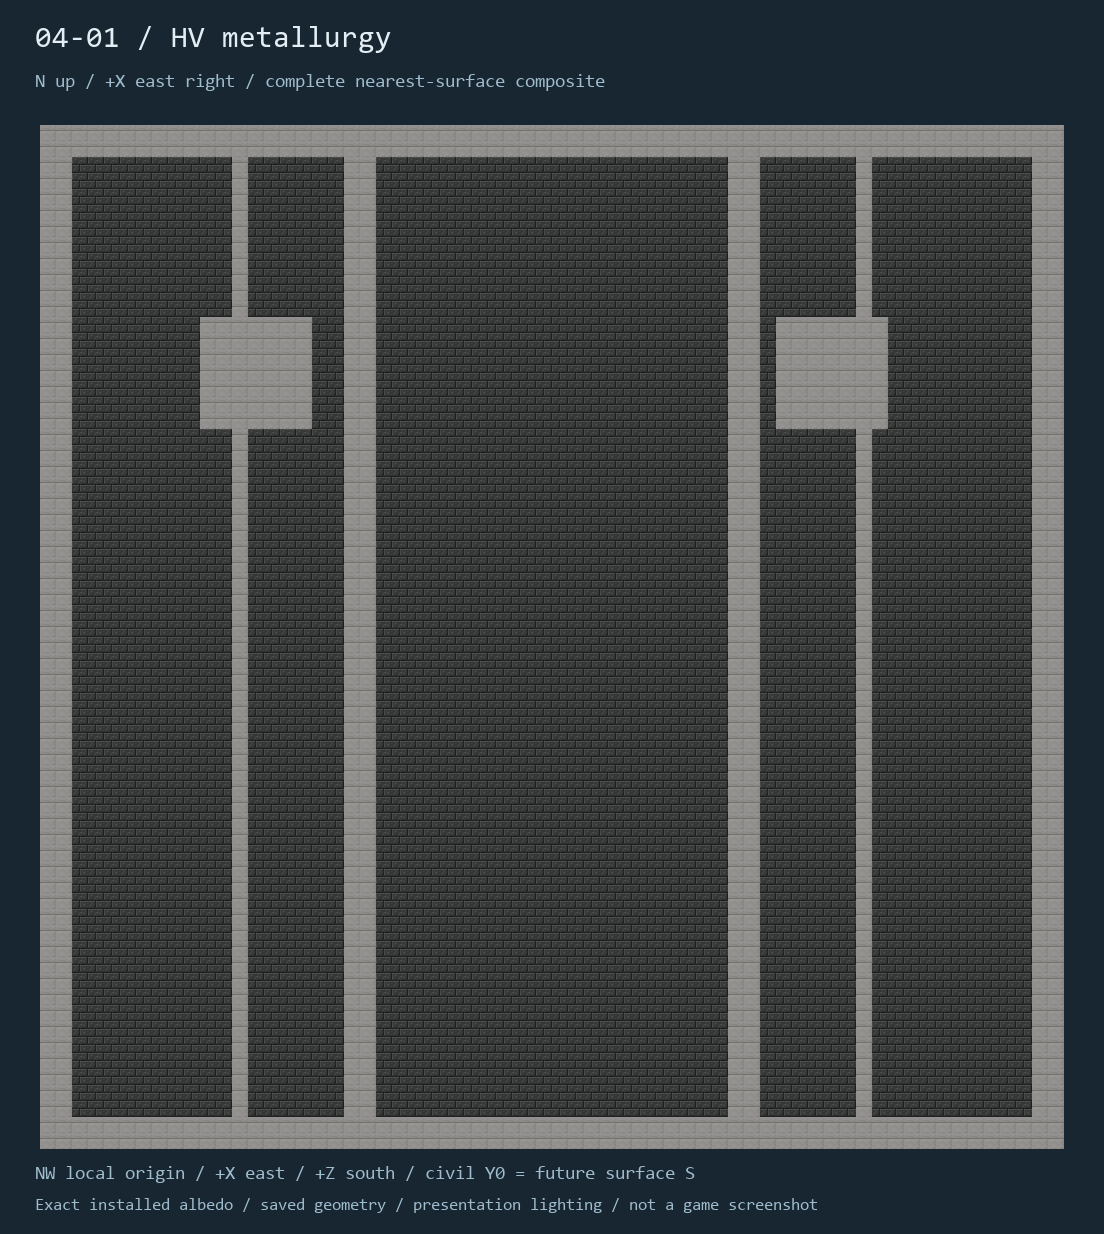 04-01 / HV metallurgy
N up / +X east right / complete nearest-surface composite
NW local origin / +X east / +Z south / civil Y0 = future surface S
Exact installed albedo / saved geometry / presentation lighting / not a game screenshot